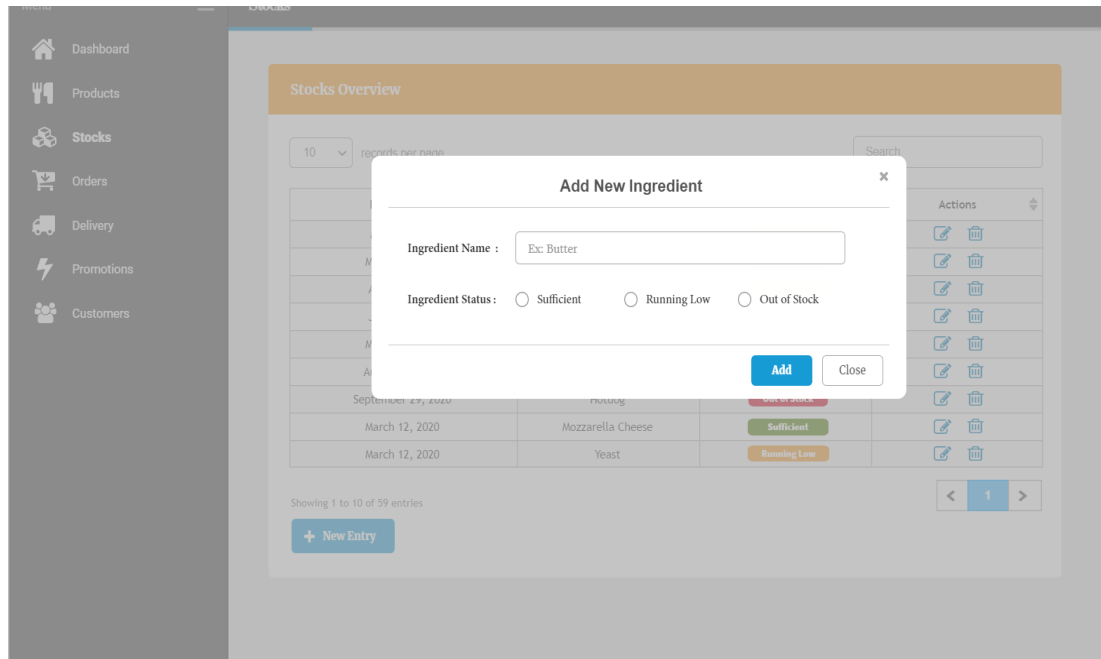 Menu
Stocks
Dashboard
Products
Stocks
Orders
Delivery
Promotions
Customers
Stocks Overview
10 records per page
Search
Add New Ingredient
Actions
Ingredient Name :
Ex: Butter
Ingredient Status :
Sufficient
Running Low
Out of Stock
Add
Close
September 29, 2020 Hotdog Out of Stock
March 12, 2020 Mozzarella Cheese Sufficient
March 12, 2020 Yeast Running Low
Showing 1 to 10 of 59 entries
< 1 >
+ New Entry